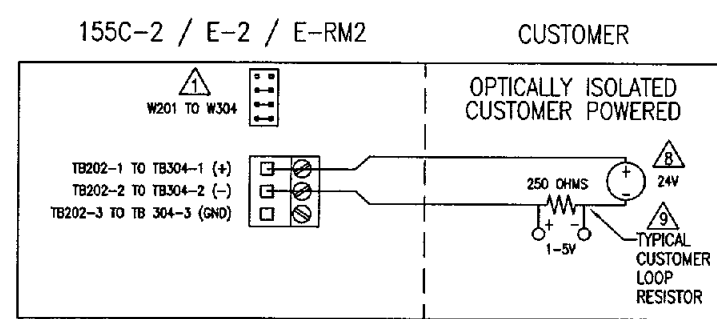 155C-2 / E-2 / E-RM2
CUSTOMER
1
W201 TO W304
OPTICALLY ISOLATED
CUSTOMER POWERED
TB202-1 TO TB304-1 (+)
TB202-2 TO TB304-2 (-)
TB202-3 TO TB 304-3 (GND)
250 OHMS
+ -
1-5V
+
-
8
24V
9
TYPICAL
CUSTOMER
LOOP
RESISTOR